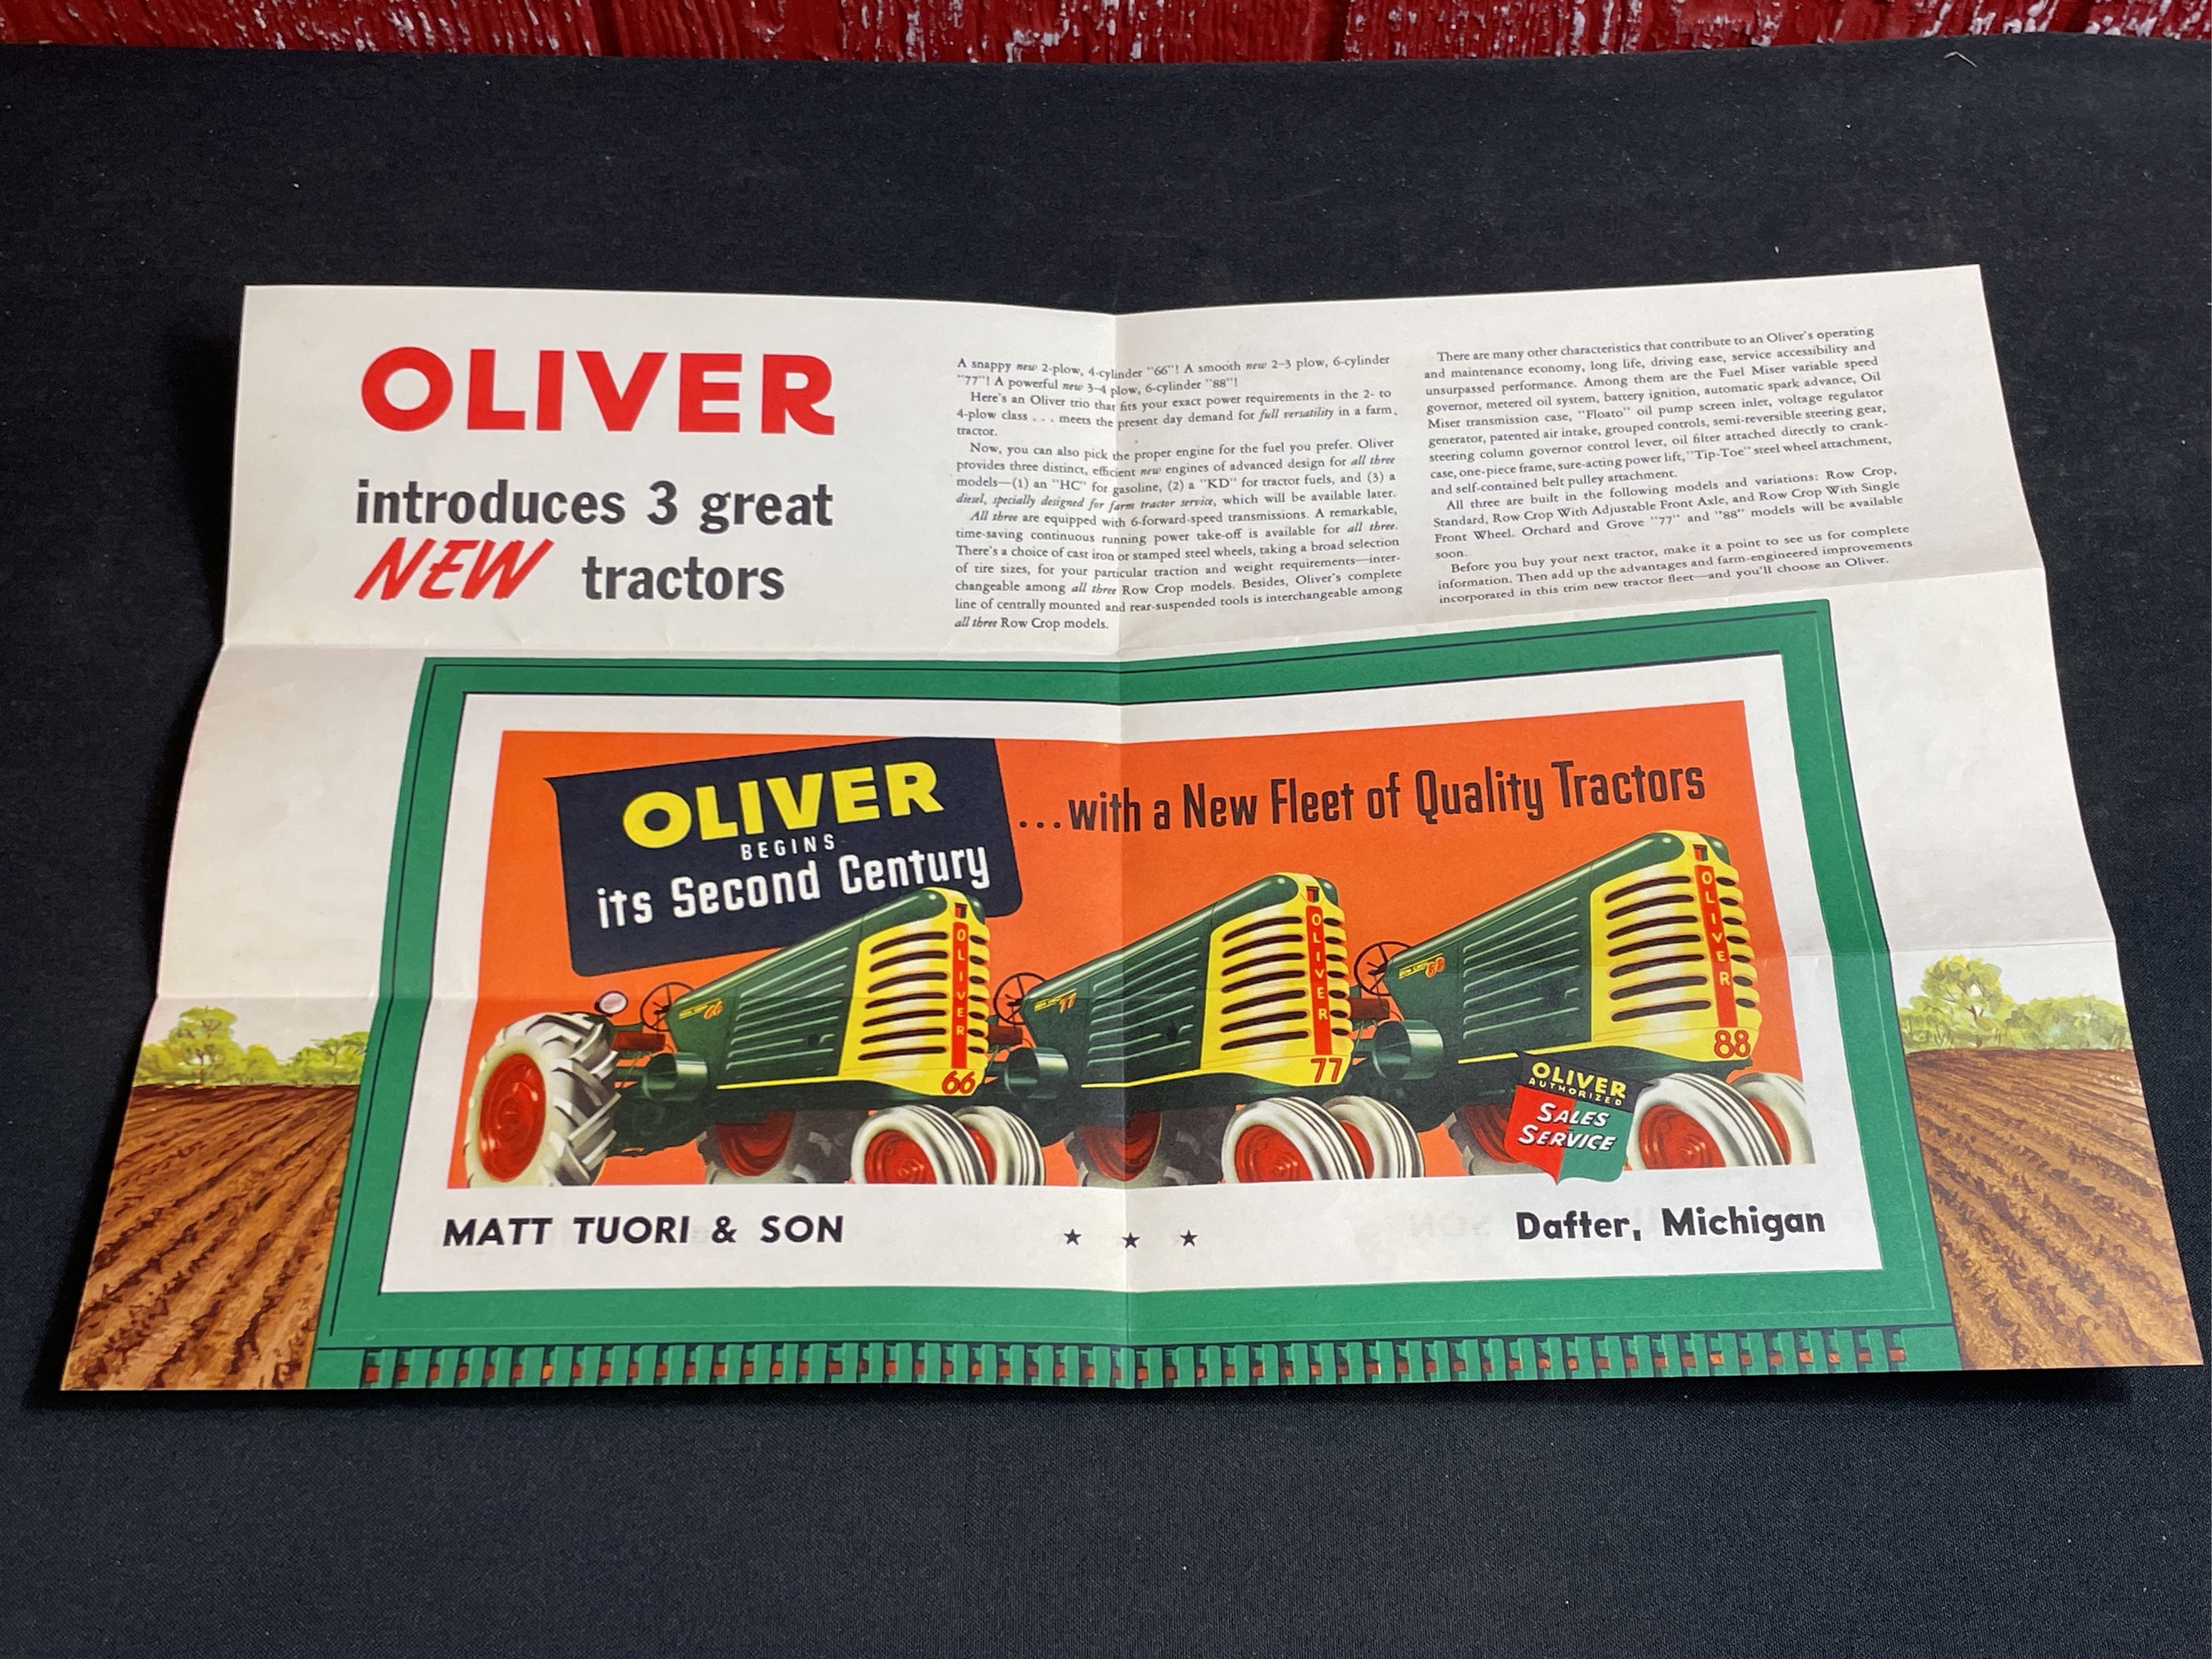 OLIVER
introduces 3 great
NEW tractors
A snappy new 2-plow, 4-cylinder "66"! A smooth new 2–3 plow, 6-cylinder
"77"! A powerful new 3–4 plow, 6-cylinder "88"!
Here's an Oliver trio that fits your exact power requirements in the 2- to
4-plow class . . . meets the present day demand for full versatility in a farm
tractor.
Now, you can also pick the proper engine for the fuel you prefer. Oliver
provides three distinct, efficient new engines of advanced design for all three
models—(1) an "HC" for gasoline, (2) a "KD" for tractor fuels, and (3) a
diesel, specially designed for farm tractor service, which will be available later.
All three are equipped with 6-forward-speed transmissions. A remarkable,
time-saving continuous running power take-off is available for all three.
There's a choice of cast iron or stamped steel wheels, taking a broad selection
of tire sizes, for your particular traction and weight requirements—inter-
changeable among all three Row Crop models. Besides, Oliver's complete
line of centrally mounted and rear-suspended tools is interchangeable among
all three Row Crop models.
There are many other characteristics that contribute to an Oliver's operating
and maintenance economy, long life, driving ease, service accessibility and
unsurpassed performance. Among them are the Fuel Miser variable speed
governor, metered oil system, battery ignition, automatic spark advance, Oil
Miser transmission case, "Floato" oil pump screen inlet, voltage regulator
generator, patented air intake, grouped controls, semi-reversible steering gear,
steering column governor control lever, oil filter attached directly to crank-
case, one-piece frame, sure-acting power lift, "Tip-Toe" steel wheel attachment,
and self-contained belt pulley attachment.
All three are built in the following models and variations: Row Crop,
Standard, Row Crop With Adjustable Front Axle, and Row Crop With Single
Front Wheel. Orchard and Grove "77" and "88" models will be available
soon.
Before you buy your next tractor, make it a point to see us for complete
information. Then add up the advantages and farm-engineered improvements
incorporated in this trim new tractor fleet—and you'll choose an Oliver.
OLIVER
BEGINS
its Second Century
...with a New Fleet of Quality Tractors
OLIVER
66
ROW CROP 66
OLIVER
77
ROW CROP 77
OLIVER
88
ROW CROP 88
OLIVER
AUTHORIZED
SALES
SERVICE
MATT TUORI & SON
★ ★ ★
Dafter, Michigan